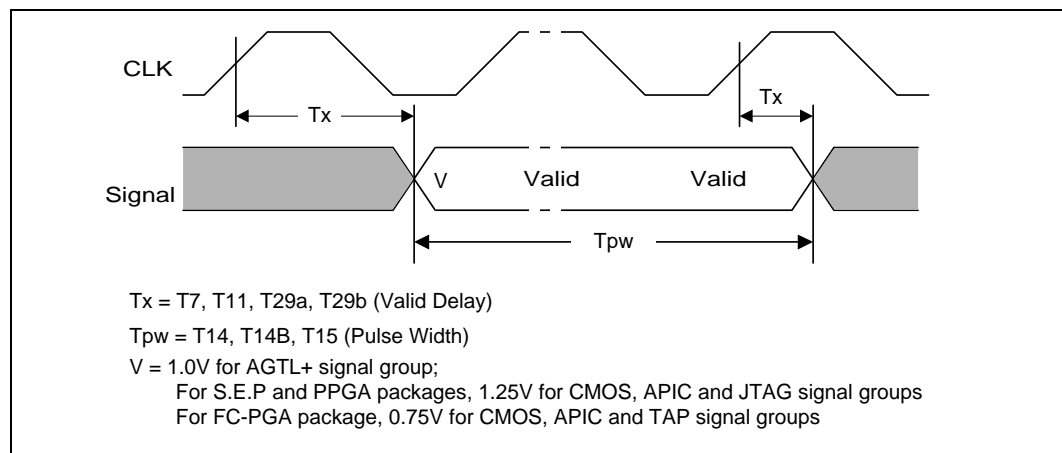 CLK
Tx
Tx
Signal
V
Valid
Valid
Tpw
Tx = T7, T11, T29a, T29b (Valid Delay)
Tpw = T14, T14B, T15 (Pulse Width)
V = 1.0V for AGTL+ signal group;
For S.E.P and PPGA packages, 1.25V for CMOS, APIC and JTAG signal groups
For FC-PGA package, 0.75V for CMOS, APIC and TAP signal groups